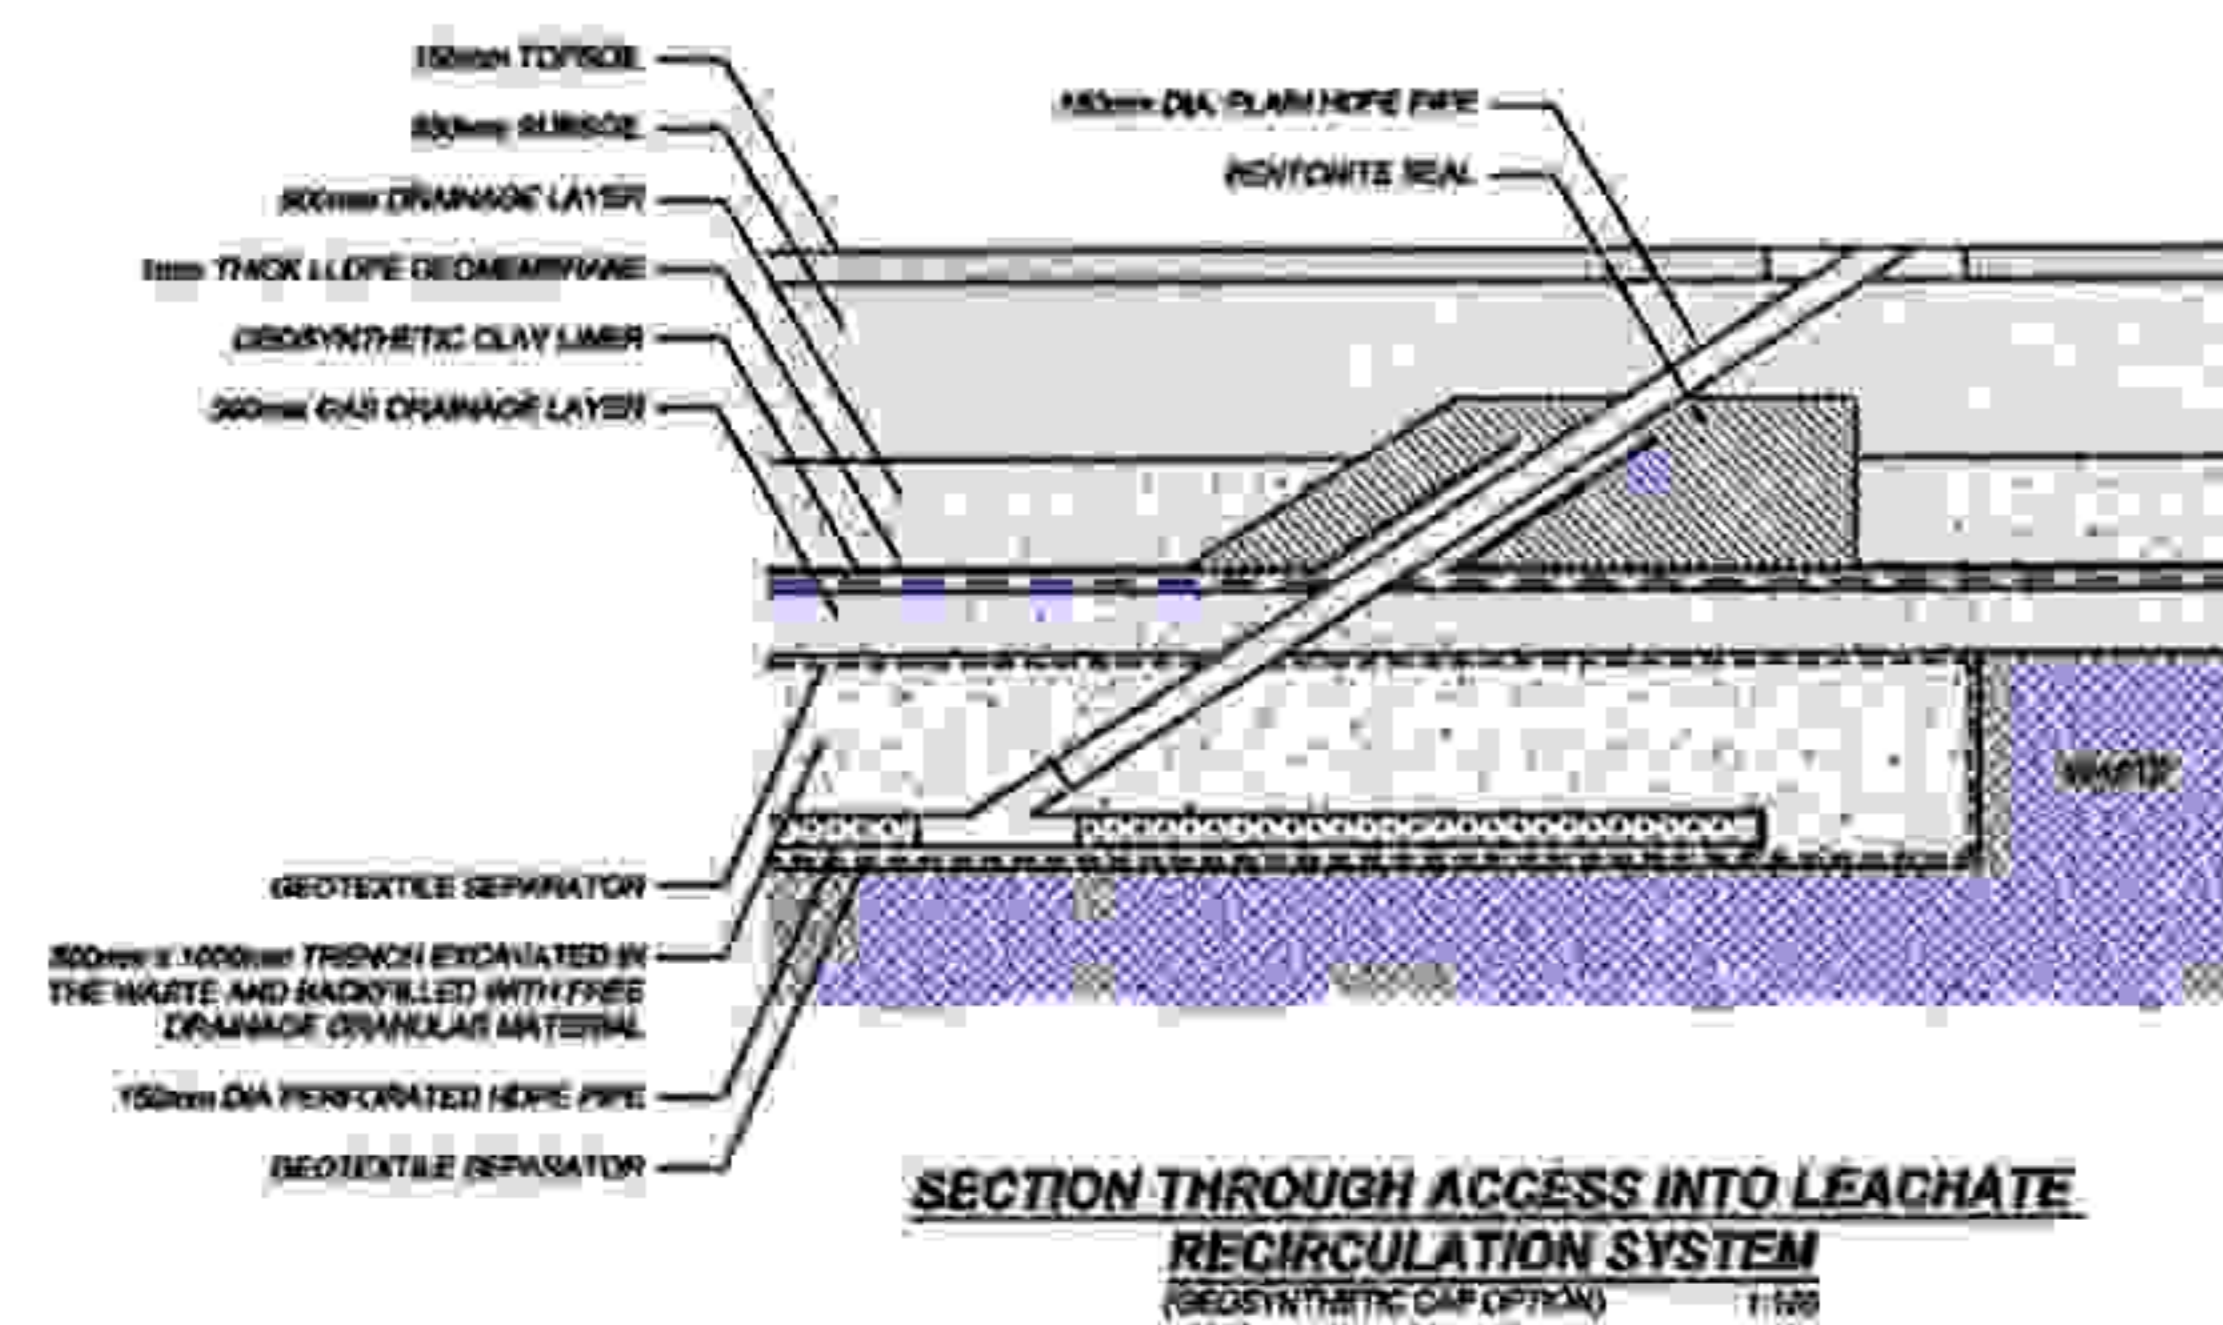 150mm TOPSOIL
SUBSOIL
DRAINAGE LAYER
1mm THICK LLDPE GEOMEMBRANE
GEOSYNTHETIC CLAY LINER
GAS DRAINAGE LAYER
DIA. PLAIN HDPE PIPE
BENTONITE SEAL
WASTE
GEOTEXTILE SEPARATOR
TRENCH EXCAVATED IN
THE WASTE AND BACKFILLED WITH FREE
DRAINAGE GRANULAR MATERIAL
150mm DIA PERFORATED HDPE PIPE
GEOTEXTILE SEPARATOR
SECTION THROUGH ACCESS INTO LEACHATE
RECIRCULATION SYSTEM
(GEOSYNTHETIC CAP OPTION)